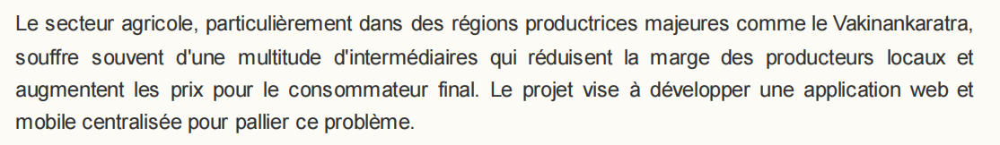 Le secteur agricole, particulièrement dans des régions productrices majeures comme le Vakinankaratra,
souffre souvent d'une multitude d'intermédiaires qui réduisent la marge des producteurs locaux et
augmentent les prix pour le consommateur final. Le projet vise à développer une application web et
mobile centralisée pour pallier ce problème.